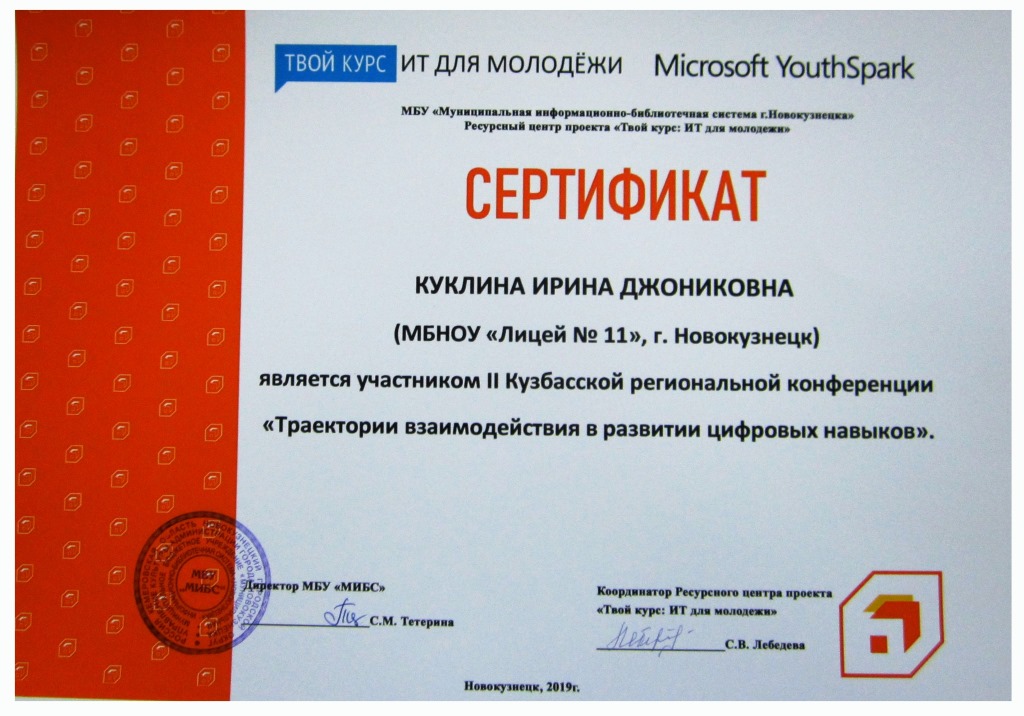 ТВОЙ КУРС ИТ ДЛЯ МОЛОДЁЖИ Microsoft YouthSpark
МБУ «Муниципальная информационно-библиотечная система г.Новокузнецка»
Ресурсный центр проекта «Твой курс: ИТ для молодежи»
СЕРТИФИКАТ
КУКЛИНА ИРИНА ДЖОНИКОВНА
(МБНОУ «Лицей № 11», г. Новокузнецк)
является участником II Кузбасской региональной конференции
«Траектории взаимодействия в развитии цифровых навыков».
МБУ
"МИБС"
Директор МБУ «МИБС»
С.М. Тетерина
Координатор Ресурсного центра проекта
«Твой курс: ИТ для молодежи»
С.В. Лебедева
Новокузнецк, 2019г.